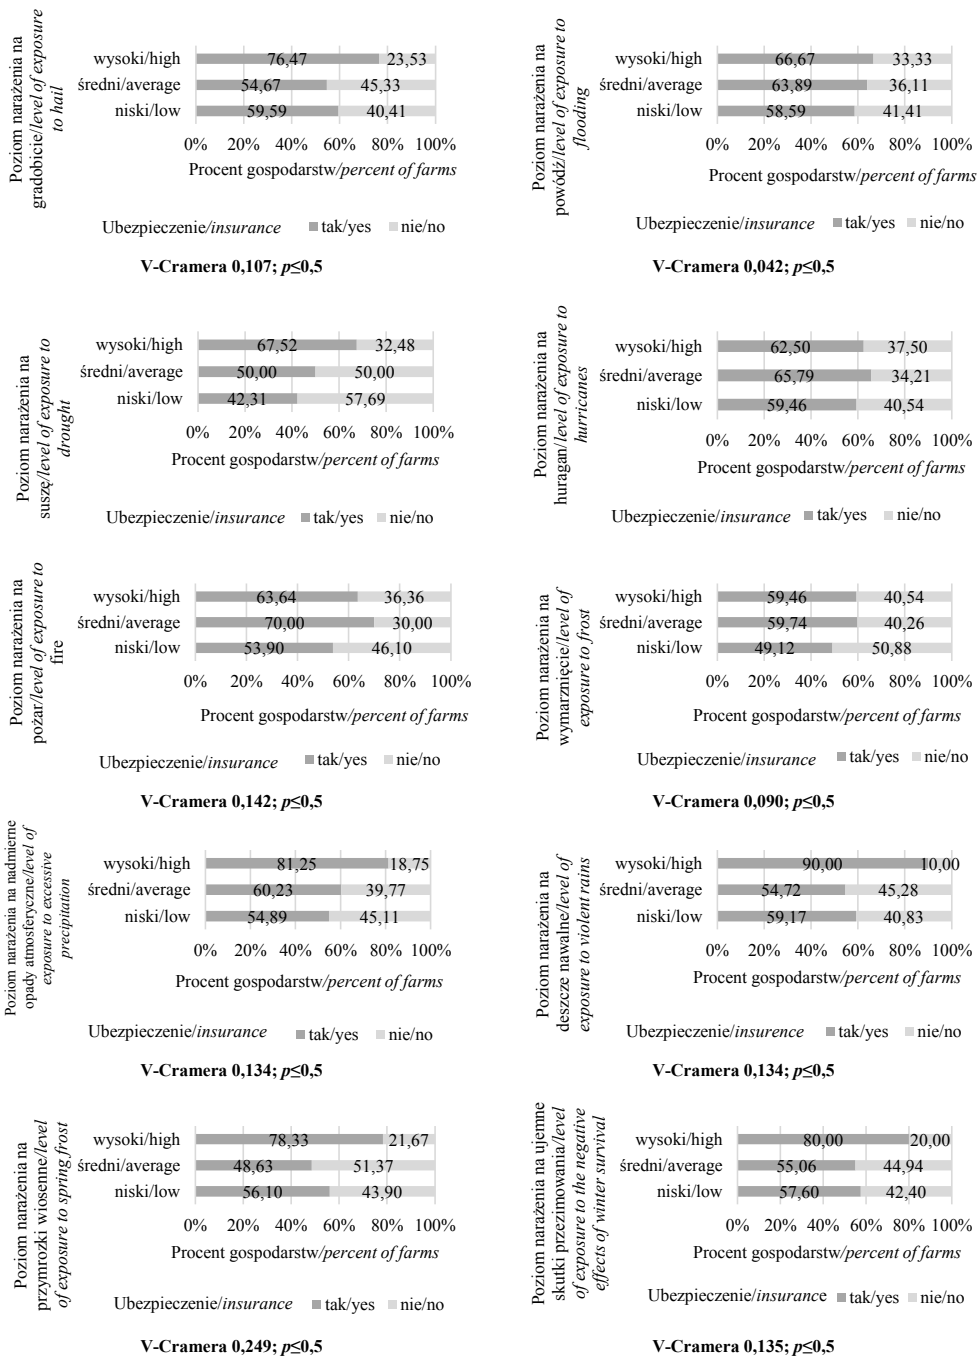 Poziom narażenia na
gradobicie/level of exposure
to hail
wysoki/high 76,47 23,53
średni/average 54,67 45,33
niski/low 59,59 40,41
0% 20% 40% 60% 80% 100%
Procent gospodarstw/percent of farms
Ubezpieczenie/insurance tak/yes nie/no
V-Cramera 0,107; p≤0,5
Poziom narażenia na
powódź/level of exposure to
flooding
wysoki/high 66,67 33,33
średni/average 63,89 36,11
niski/low 58,59 41,41
0% 20% 40% 60% 80% 100%
Procent gospodarstw/percent of farms
Ubezpieczenie/insurance tak/yes nie/no
V-Cramera 0,042; p≤0,5
Poziom narażenia na
suszę/level of exposure to
drought
wysoki/high 67,52 32,48
średni/average 50,00 50,00
niski/low 42,31 57,69
0% 20% 40% 60% 80% 100%
Procent gospodarstw/percent of farms
Ubezpieczenie/insurance tak/yes nie/no
Poziom narażenia na
huragan/level of exposure to
hurricanes
wysoki/high 62,50 37,50
średni/average 65,79 34,21
niski/low 59,46 40,54
0% 20% 40% 60% 80% 100%
Procent gospodarstw/percent of farms
Ubezpieczenie/insurance tak/yes nie/no
Poziom narażenia na
pożar/level of exposure to
fire
wysoki/high 63,64 36,36
średni/average 70,00 30,00
niski/low 53,90 46,10
0% 20% 40% 60% 80% 100%
Procent gospodarstw/percent of farms
Ubezpieczenie/insurance tak/yes nie/no
V-Cramera 0,142; p≤0,5
Poziom narażenia na
wymarznięcie/level of
exposure to frost
wysoki/high 59,46 40,54
średni/average 59,74 40,26
niski/low 49,12 50,88
0% 20% 40% 60% 80% 100%
Procent gospodarstw/percent of farms
Ubezpieczenie/insurance tak/yes nie/no
V-Cramera 0,090; p≤0,5
Poziom narażenia na nadmierne
opady atmosferyczne/level of
exposure to excessive
precipitation
wysoki/high 81,25 18,75
średni/average 60,23 39,77
niski/low 54,89 45,11
0% 20% 40% 60% 80% 100%
Procent gospodarstw/percent of farms
Ubezpieczenie/insurance tak/yes nie/no
V-Cramera 0,134; p≤0,5
Poziom narażenia na
deszcze nawalne/level of
exposure to violent rains
wysoki/high 90,00 10,00
średni/average 54,72 45,28
niski/low 59,17 40,83
0% 20% 40% 60% 80% 100%
Procent gospodarstw/percent of farms
Ubezpieczenie/insurence tak/yes nie/no
V-Cramera 0,134; p≤0,5
Poziom narażenia na
przymrozki wiosenne/level
of exposure to spring frost
wysoki/high 78,33 21,67
średni/average 48,63 51,37
niski/low 56,10 43,90
0% 20% 40% 60% 80% 100%
Procent gospodarstw/percent of farms
Ubezpieczenie/insurance tak/yes nie/no
V-Cramera 0,249; p≤0,5
Poziom narażenia na ujemne
skutki przezimowania/level
of exposure to the negative
effects of winter survival
wysoki/high 80,00 20,00
średni/average 55,06 44,94
niski/low 57,60 42,40
0% 20% 40% 60% 80% 100%
Procent gospodarstw/percent of farms
Ubezpieczenie/insurance tak/yes nie/no
V-Cramera 0,135; p≤0,5